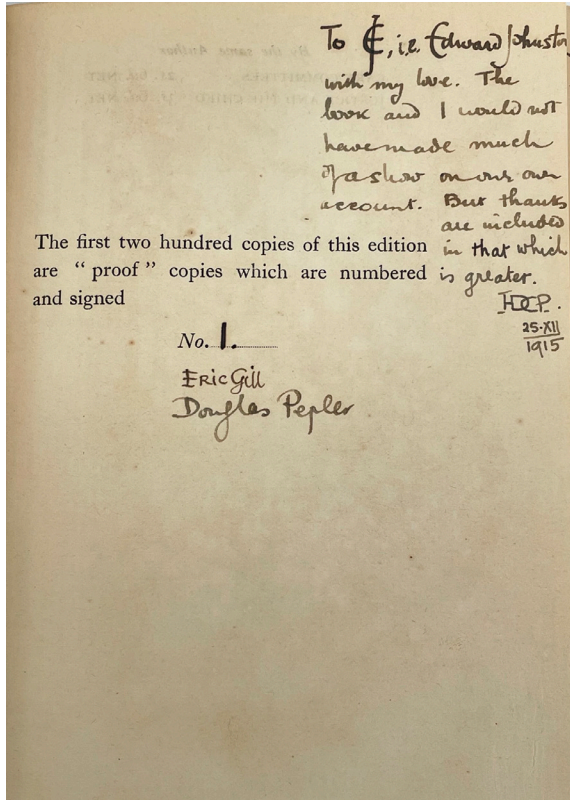 To EJ, i.e. Edward Johnston
with my love. The
book and I would not
have made much
of a show on our own
account. But thanks
are included
in that which
is greater.
HDCP.
25·XII
1915
The first two hundred copies of this edition
are “ proof ” copies which are numbered
and signed
No. 1.
Eric Gill
Douglas Pepler